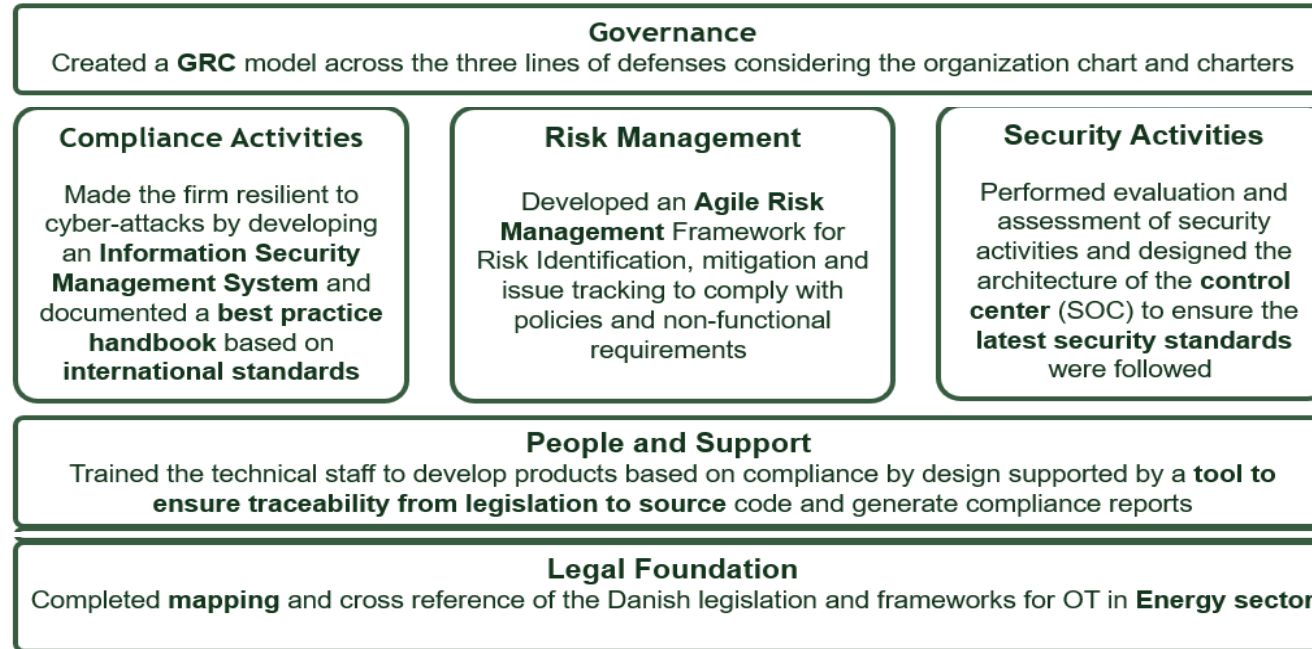 Governance
Created a GRC model across the three lines of defenses considering the organization chart and charters
Compliance Activities
Made the firm resilient to
cyber-attacks by developing
an Information Security
Management System and
documented a best practice
handbook based on
international standards
Risk Management
Developed an Agile Risk
Management Framework for
Risk Identification, mitigation and
issue tracking to comply with
policies and non-functional
requirements
Security Activities
Performed evaluation and
assessment of security
activities and designed the
architecture of the control
center (SOC) to ensure the
latest security standards
were followed
People and Support
Trained the technical staff to develop products based on compliance by design supported by a tool to
ensure traceability from legislation to source code and generate compliance reports
Legal Foundation
Completed mapping and cross reference of the Danish legislation and frameworks for OT in Energy sector